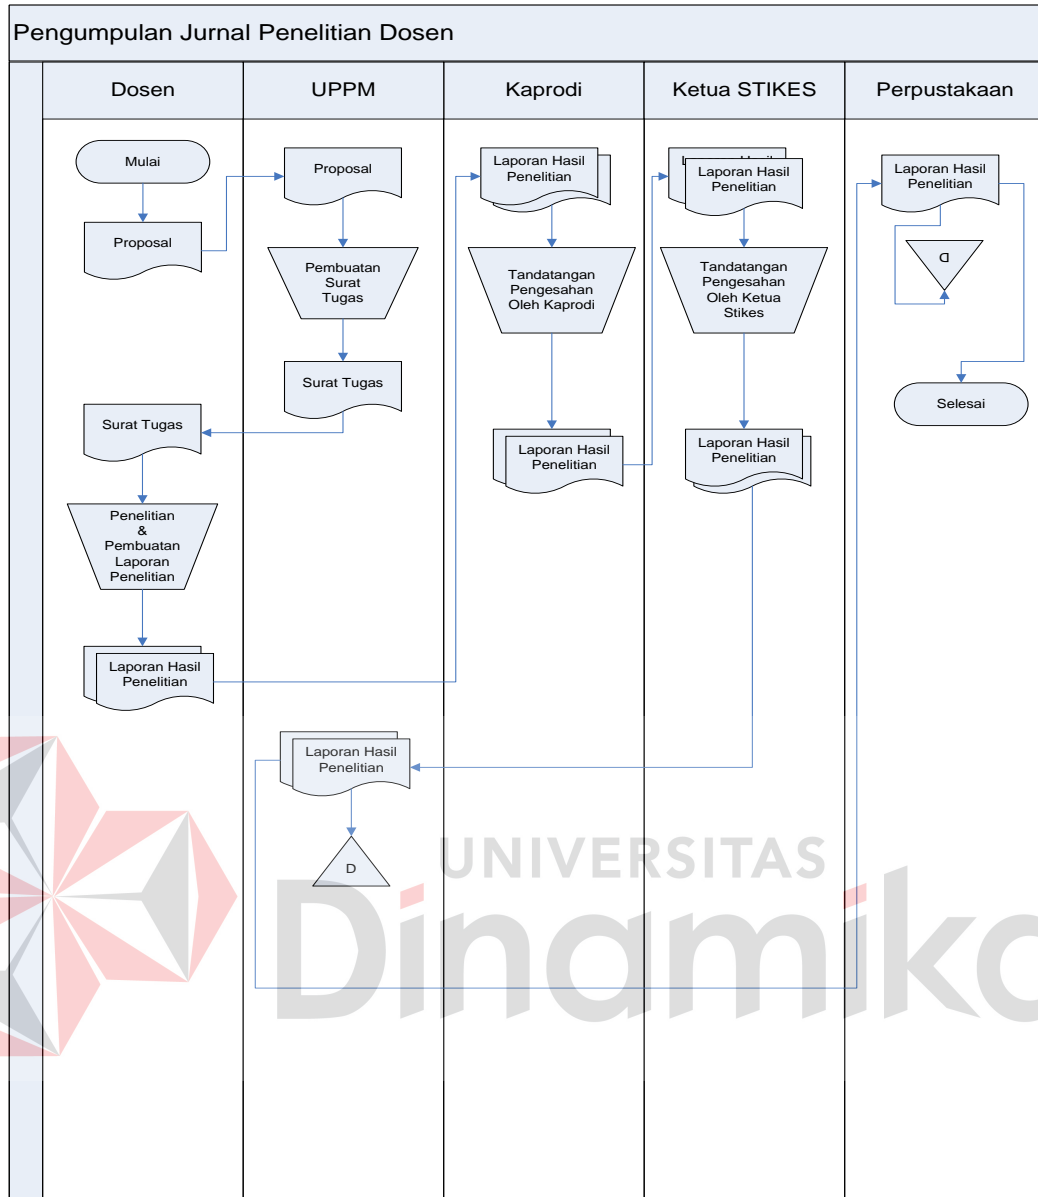 Pengumpulan Jurnal Penelitian Dosen
Dosen
UPPM
Kaprodi
Ketua STIKES
Perpustakaan
Mulai
Proposal
Surat Tugas
Penelitian
&
Pembuatan
Laporan
Penelitian
Laporan Hasil
Penelitian
Proposal
Pembuatan
Surat
Tugas
Surat Tugas
Laporan Hasil
Penelitian
D
Laporan Hasil
Penelitian
Tandatangan
Pengesahan
Oleh Kaprodi
Laporan Hasil
Penelitian
Laporan Hasil
Laporan Hasil
Penelitian
Tandatangan
Pengesahan
Oleh Ketua
Stikes
Laporan Hasil
Penelitian
Laporan Hasil
Penelitian
D
Selesai
UNIVERSITAS
Dinamika